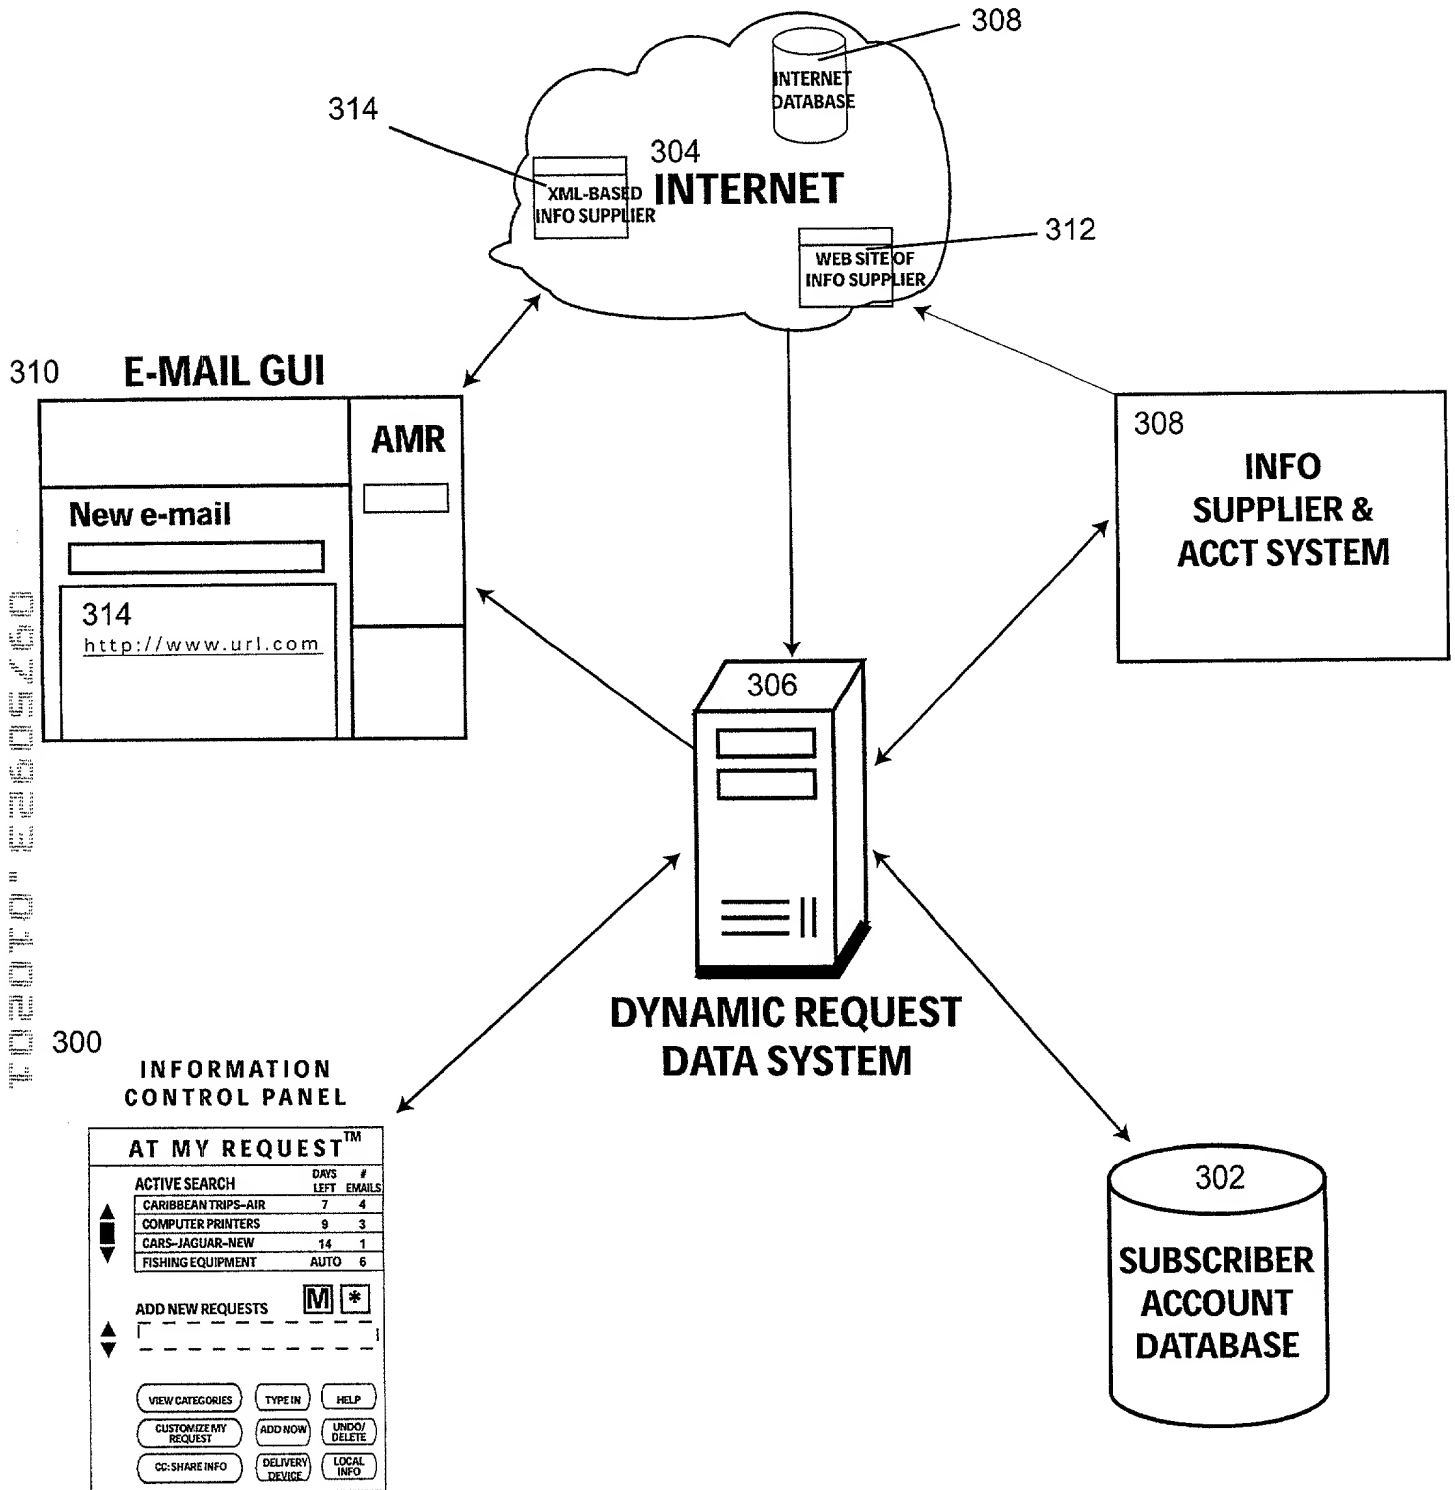 308
INTERNET
DATABASE
314
304
INTERNET
XML-BASED
INFO SUPPLIER
312
WEB SITE OF
INFO SUPPLIER
310
E-MAIL GUI
AMR
New e-mail
314
http://www.url.com
308
INFO
SUPPLIER &
ACCT SYSTEM
306
DYNAMIC REQUEST
DATA SYSTEM
300
INFORMATION
CONTROL PANEL
AT MY REQUEST™
ACTIVE SEARCH DAYS LEFT # EMAILS
CARIBBEAN TRIPS–AIR 7 4
COMPUTER PRINTERS 9 3
CARS–JAGUAR–NEW 14 1
FISHING EQUIPMENT AUTO 6
ADD NEW REQUESTS M *
VIEW CATEGORIES TYPE IN HELP
CUSTOMIZE MY REQUEST ADD NOW UNDO/DELETE
CC: SHARE INFO DELIVERY DEVICE LOCAL INFO
302
SUBSCRIBER
ACCOUNT
DATABASE